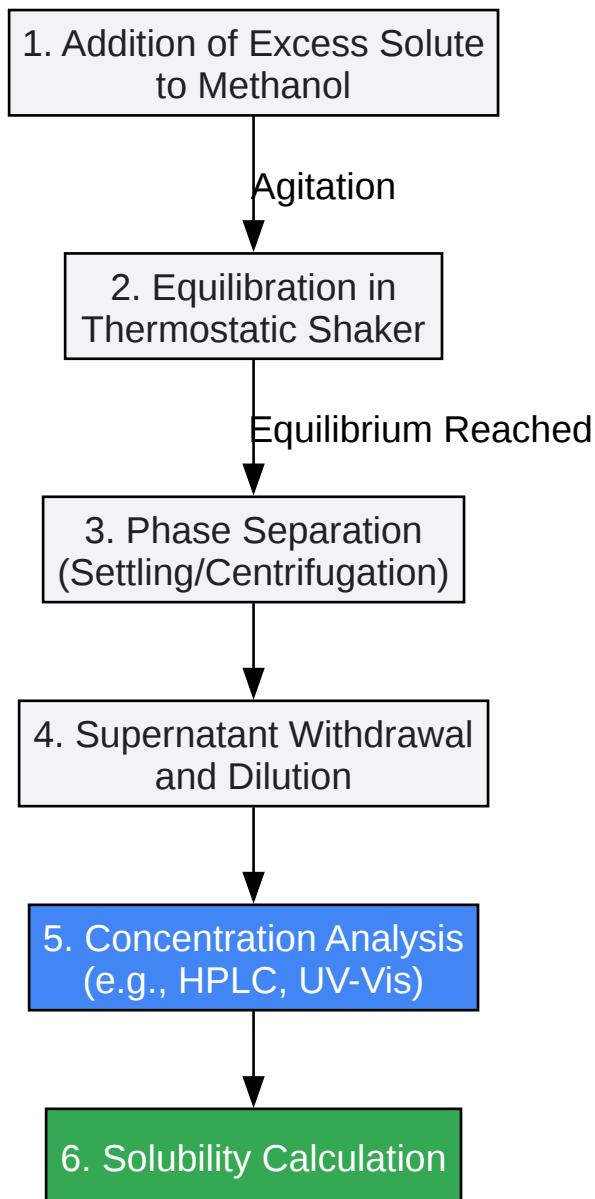 1. Addition of Excess Solute
to Methanol
Agitation
2. Equilibration in
Thermostatic Shaker
Equilibrium Reached
3. Phase Separation
(Settling/Centrifugation)
4. Supernatant Withdrawal
and Dilution
5. Concentration Analysis
(e.g., HPLC, UV-Vis)
6. Solubility Calculation